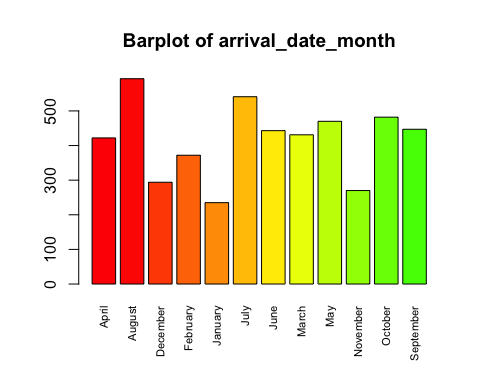 Barplot of arrival_date_month
500
300
100
0
April
August
December
February
January
July
June
March
May
November
October
September